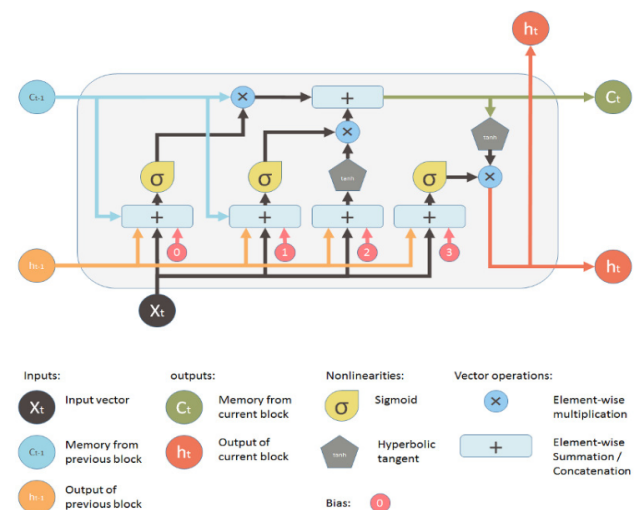 ht
Ct-1
×
+
Ct
tanh
×
σ
σ
tanh
σ
×
+
+
+
+
0
1
2
3
ht-1
ht
Xt
Inputs:
outputs:
Nonlinearities:
Vector operations:
Xt
Input vector
Ct
Memory from
current block
σ
Sigmoid
×
Element-wise
multiplication
Ct-1
Memory from
previous block
ht
Output of
current block
tanh
Hyperbolic
tangent
+
Element-wise
Summation /
Concatenation
ht-1
Output of
previous block
Bias:
0